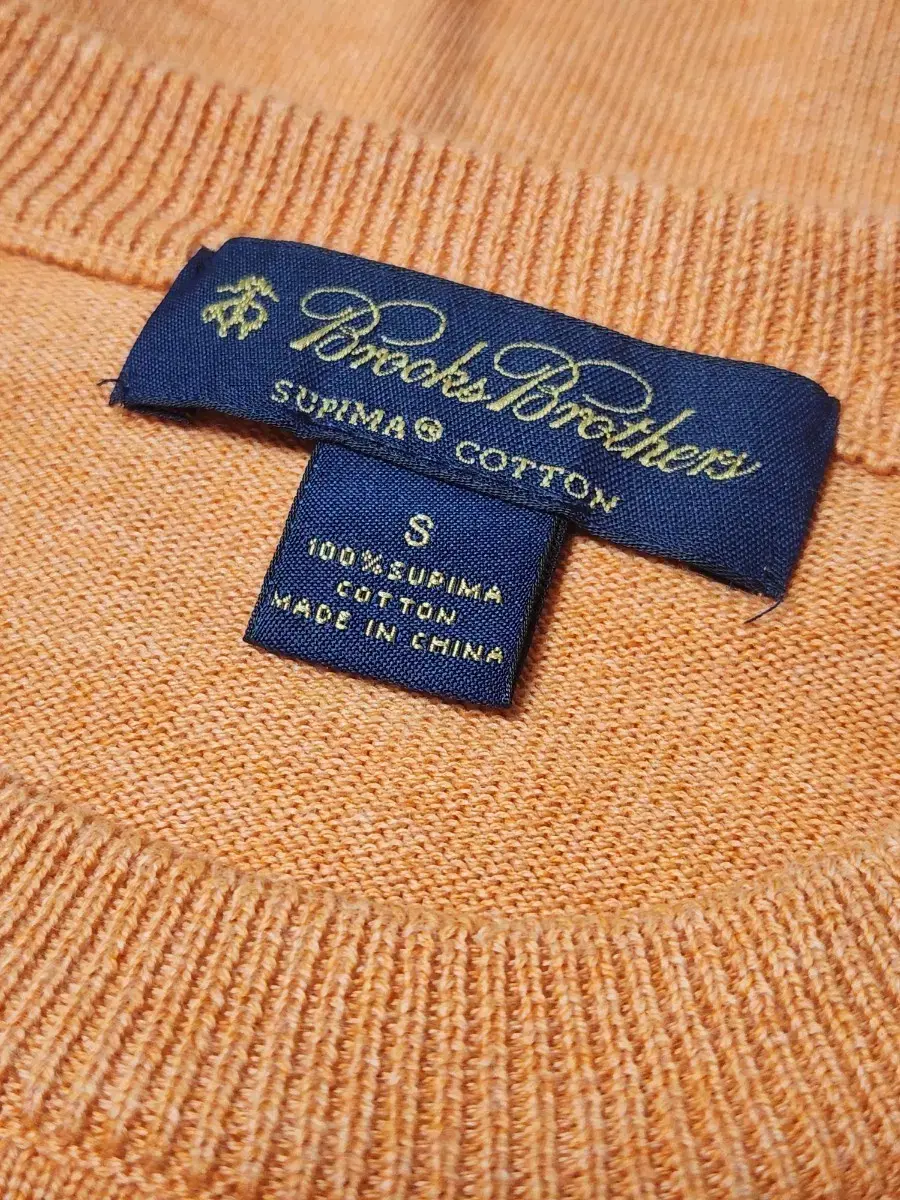 Brooks Brothers
SUPIMA® COTTON
S
100% SUPIMA
COTTON
MADE IN CHINA